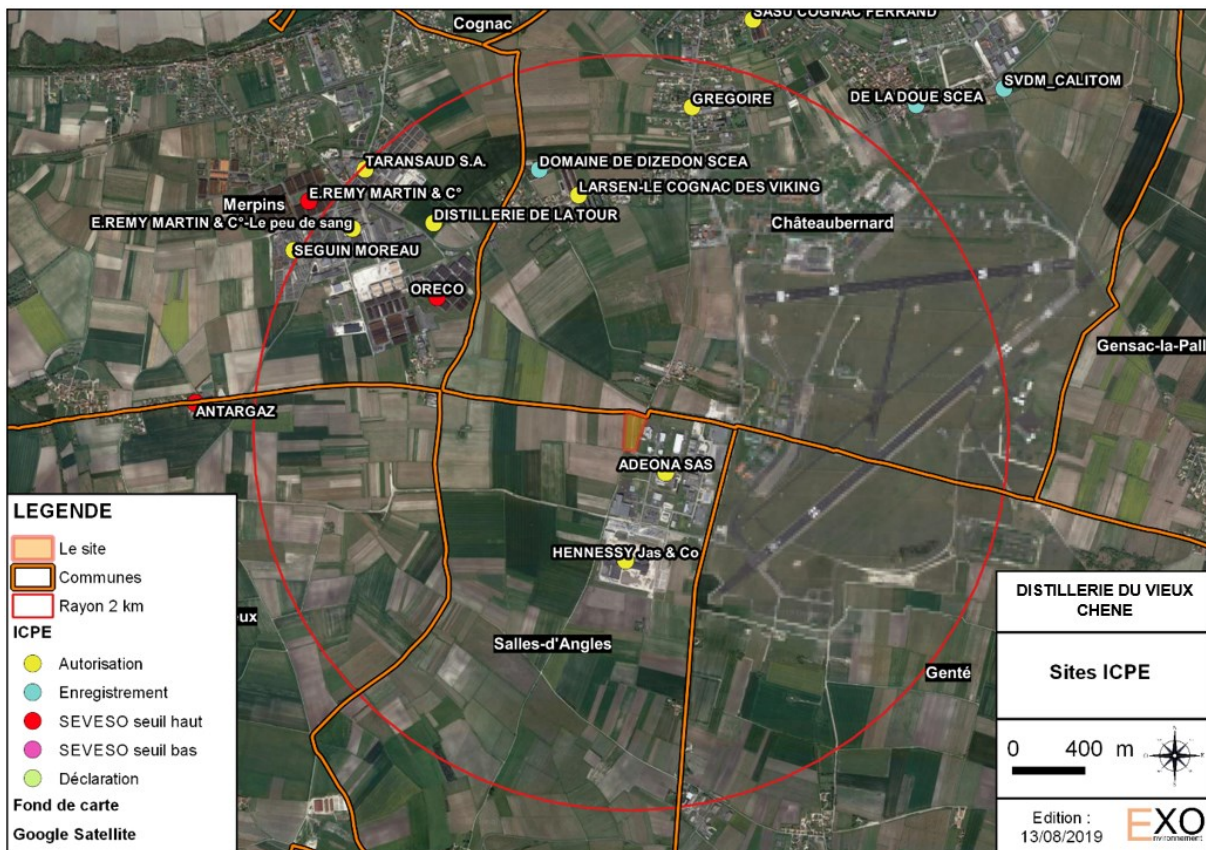 Cognac
SASU COGNAC FERRAND
SVDM_CALITOM
GREGOIRE
DE LA DOUE SCEA
TARANSAUD S.A.
DOMAINE DE DIZEDON SCEA
E.REMY MARTIN & C°
LARSEN-LE COGNAC DES VIKING
Merpins
E.REMY MARTIN & C°-Le peu de sang
DISTILLERIE DE LA TOUR
Châteaubernard
SEGUIN MOREAU
ORECO
Gensac-la-Pall
ANTARGAZ
ADEONA SAS
HENNESSY Jas & Co
Salles-d'Angles
Genté
oux
LEGENDE
Le site
Communes
Rayon 2 km
ICPE
Autorisation
Enregistrement
SEVESO seuil haut
SEVESO seuil bas
Déclaration
Fond de carte
Google Satellite
DISTILLERIE DU VIEUX
CHENE
Sites ICPE
0 400 m
Edition :
13/08/2019
EXO
environnement